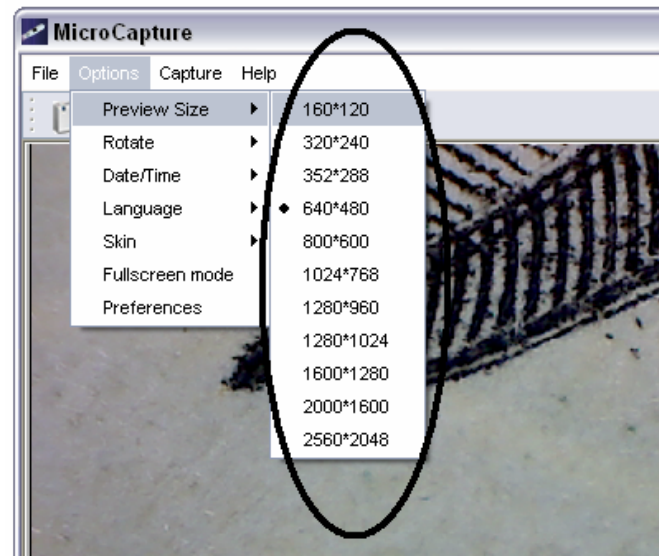 MicroCapture
File Options Capture Help
Preview Size
Rotate
Date/Time
Language
Skin
Fullscreen mode
Preferences
160*120
320*240
352*288
640*480
800*600
1024*768
1280*960
1280*1024
1600*1280
2000*1600
2560*2048